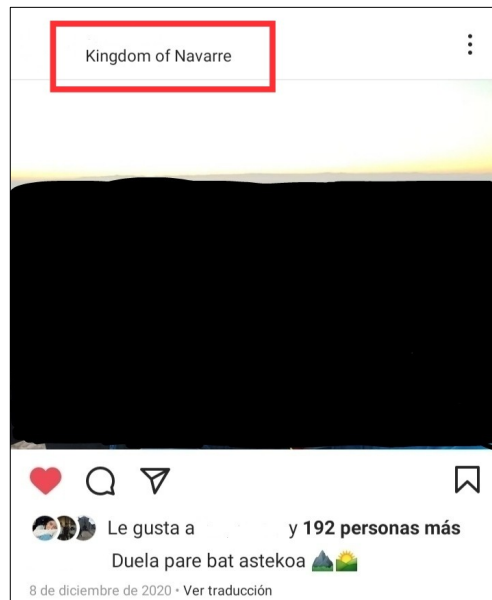 Kingdom of Navarre
Le gusta a y 192 personas más
Duela pare bat astekoa ⛰️🌅
8 de diciembre de 2020 • Ver traducción